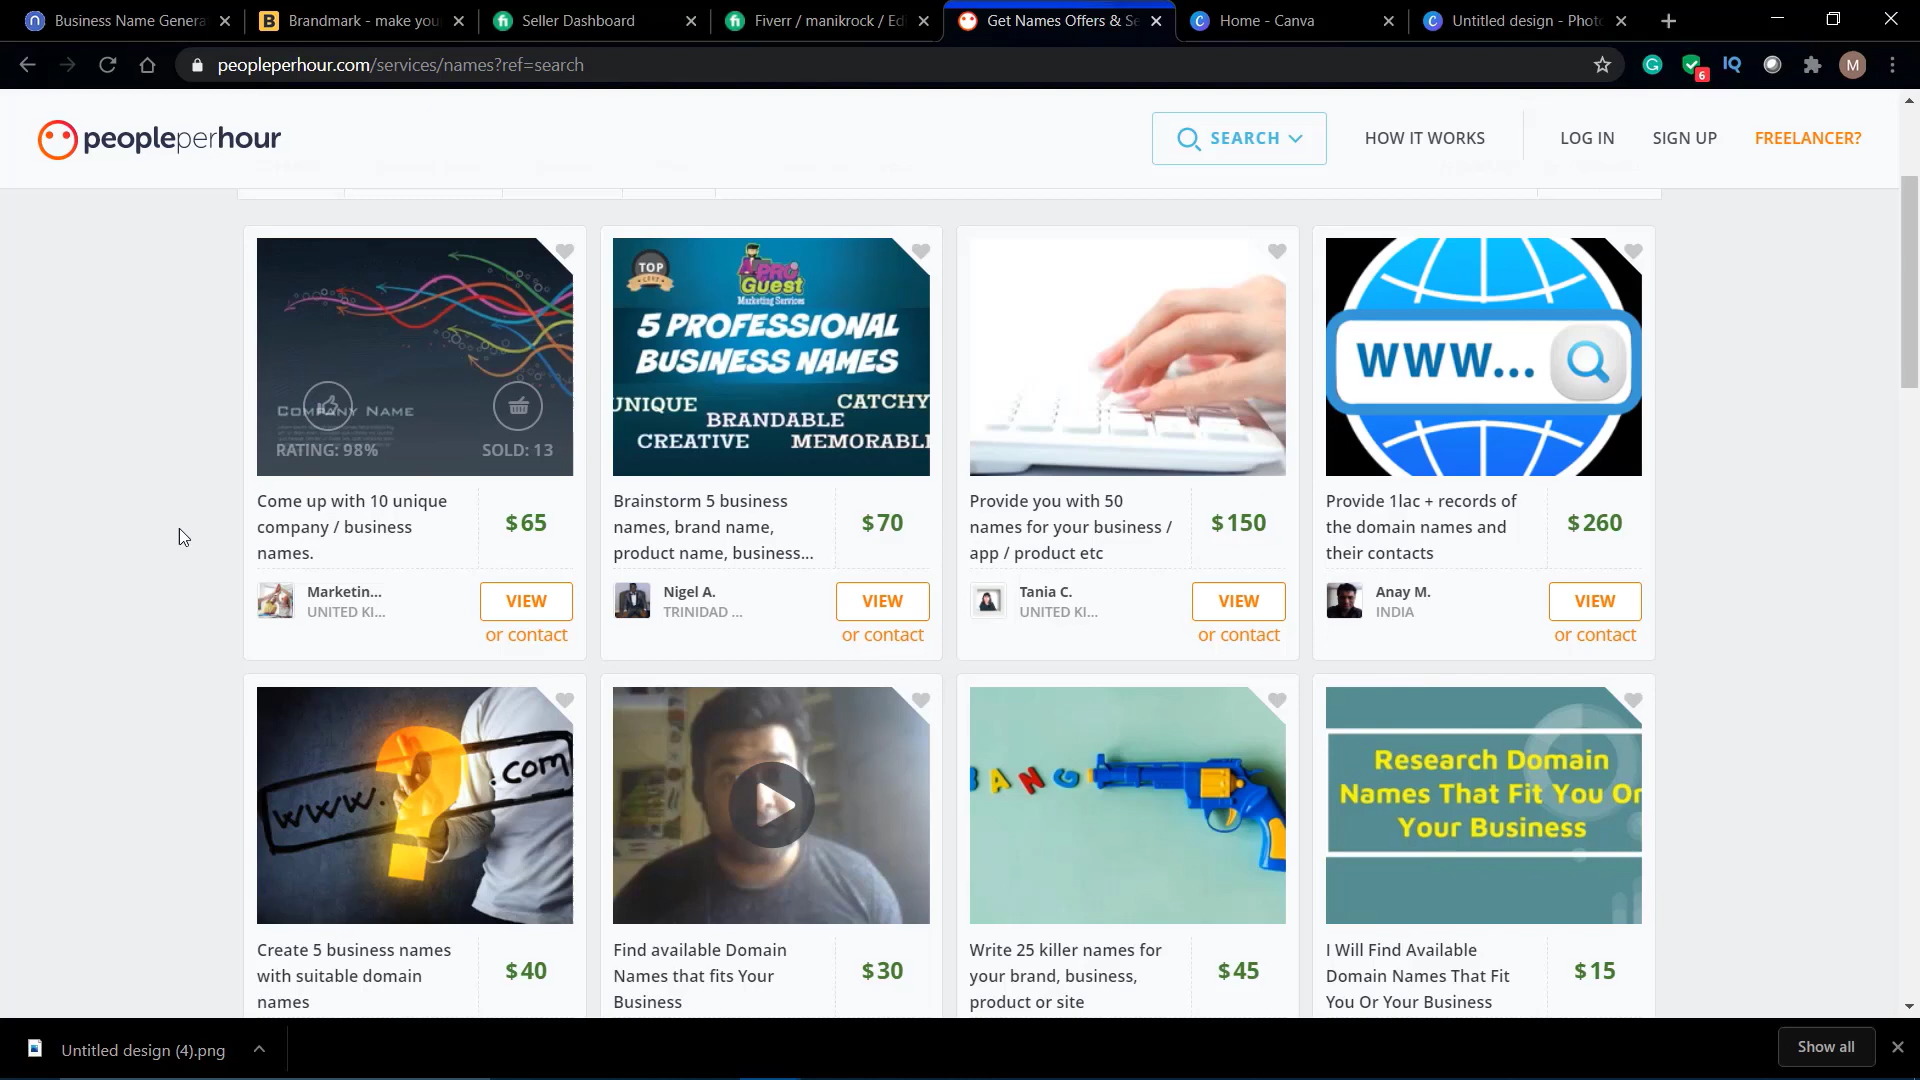 Business Name Genera
Brandmark - make you
Seller Dashboard
Fiverr / manikrock / Ed
Get Names Offers & Se
Home - Canva
Untitled design - Phot
peopleperhour.com/services/names?ref=search
6
IQ
M
peopleperhour
SEARCH
HOW IT WORKS
LOG IN
SIGN UP
FREELANCER?
COMPANY NAME
RATING: 98%
SOLD: 13
TOP
PRO
Guest
Marketing Services
5 PROFESSIONAL
BUSINESS NAMES
UNIQUE
CATCHY
BRANDABLE
CREATIVE
MEMORABL
WWW...
Come up with 10 unique
company / business
names.
$65
Brainstorm 5 business
names, brand name,
product name, business...
$70
Provide you with 50
names for your business /
app / product etc
$150
Provide 1lac + records of
the domain names and
their contacts
$260
Marketin...
UNITED KI...
VIEW
or contact
Nigel A.
TRINIDAD ...
VIEW
or contact
Tania C.
UNITED KI...
VIEW
or contact
Anay M.
INDIA
VIEW
or contact
www.
.com
BANG
Research Domain
Names That Fit You Or
Your Business
Create 5 business names
with suitable domain
names
$40
Find available Domain
Names that fits Your
Business
$30
Write 25 killer names for
your brand, business,
product or site
$45
I Will Find Available
Domain Names That Fit
You Or Your Business
$15
Untitled design (4).png
Show all